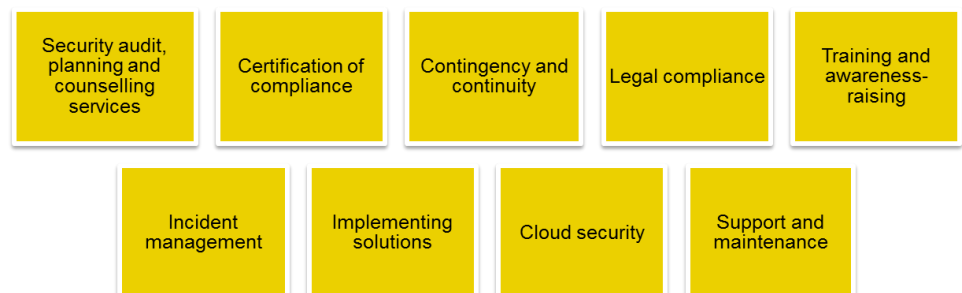 Security audit,
planning and
counselling
services
Certification of
compliance
Contingency and
continuity
Legal compliance
Training and
awareness-
raising
Incident
management
Implementing
solutions
Cloud security
Support and
maintenance